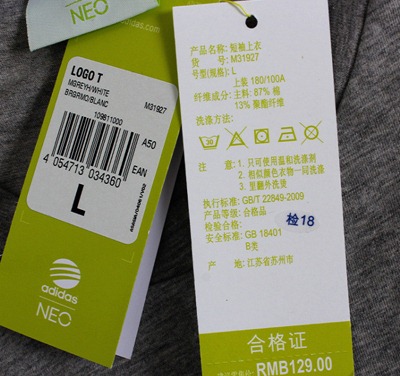 NEO
adidas.com
LOGO T
MGREYH/WHITE
BRGRMO/BLANC
M31927
109811000
A50
EAN
4 054713 034360
L
adidas
NEO
产品名称: 短袖上衣
货 号: M31927
号型(规格): L
上装 180/100A
纤维成分: 主料: 87% 棉
13% 聚酯纤维
洗涤方法:
注: 1. 只可使用温和洗涤剂
2. 相似颜色衣物一同洗涤
3. 里翻外洗烫
执行标准: GB/T 22849-2009
产品等级: 合格品
检验合格:
检18
安全标准: GB 18401
B类
产 地: 江苏省苏州市
合格证
RMB129.00